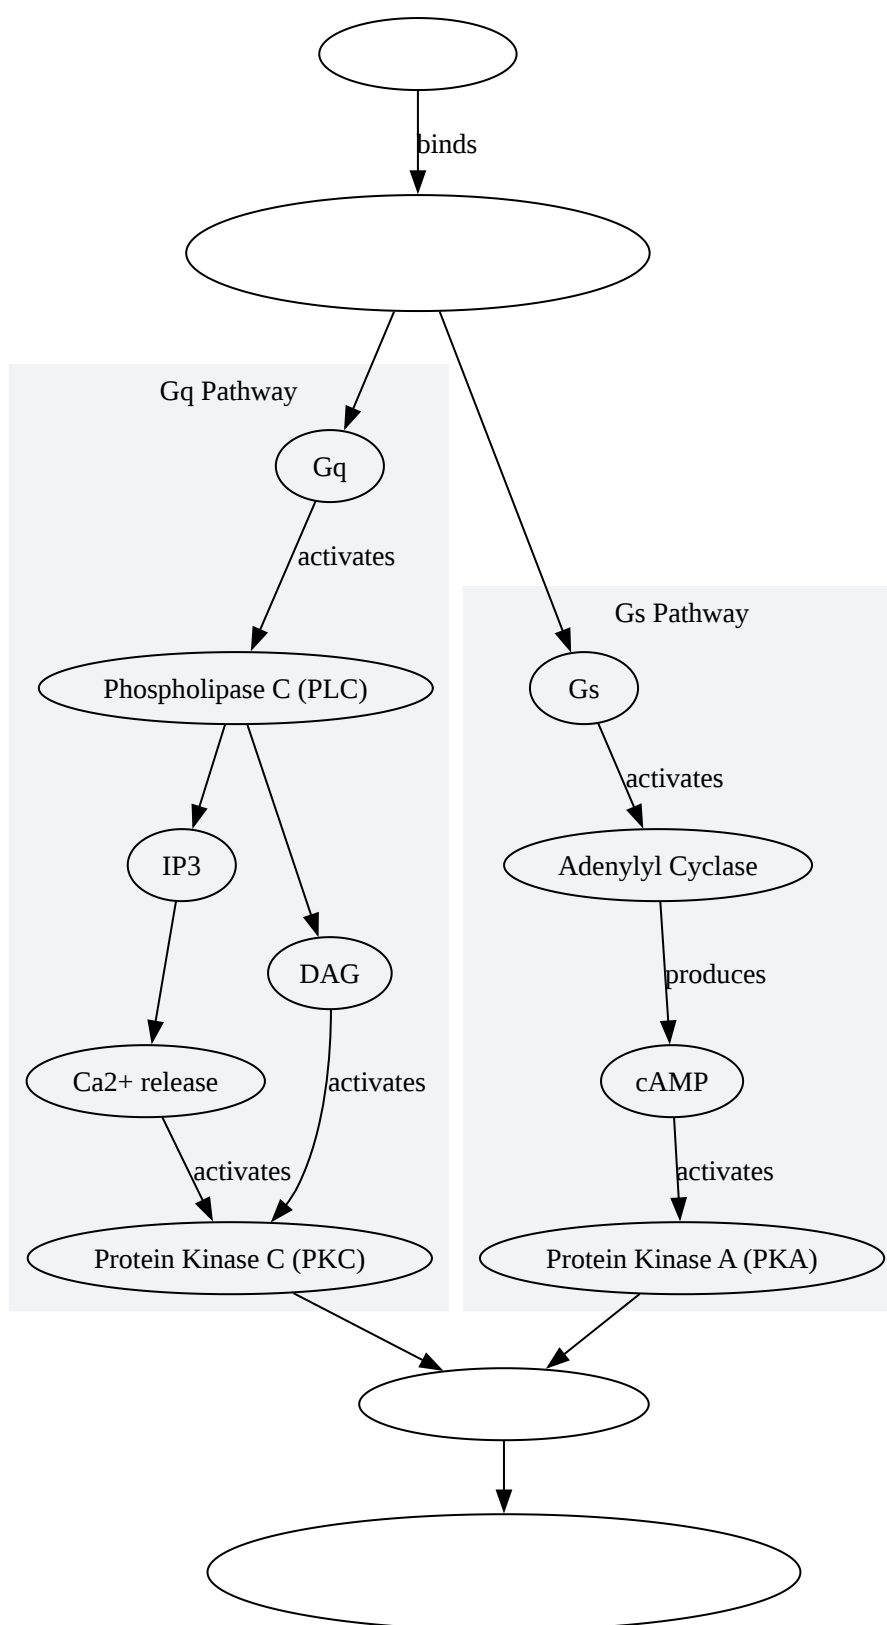 binds
Gq Pathway
Gq
activates
Gs Pathway
Phospholipase C (PLC)
Gs
activates
IP3
Adenylyl Cyclase
DAG
produces
Ca2+ release
activates
cAMP
activates
activates
Protein Kinase C (PKC)
Protein Kinase A (PKA)